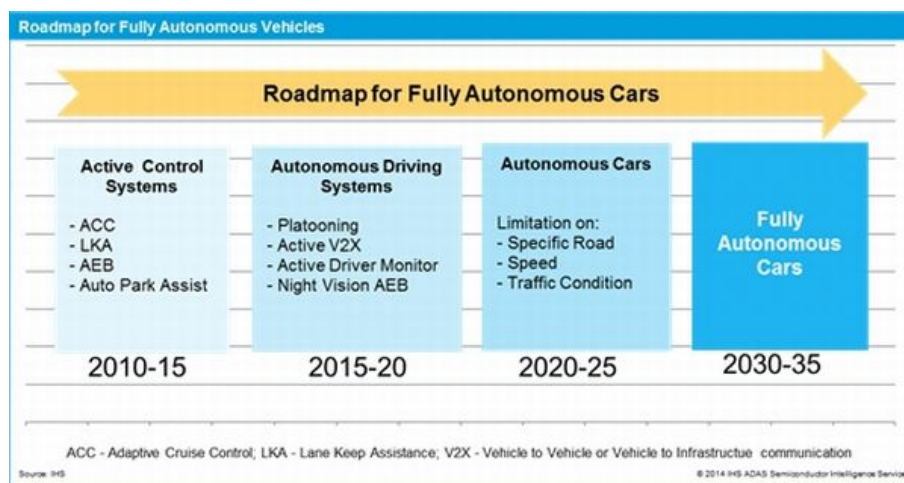 Roadmap for Fully Autonomous Vehicles
Roadmap for Fully Autonomous Cars
Active Control
Systems
- ACC
- LKA
- AEB
- Auto Park Assist
2010-15
Autonomous Driving
Systems
- Platooning
- Active V2X
- Active Driver Monitor
- Night Vision AEB
2015-20
Autonomous Cars
Limitation on:
- Specific Road
- Speed
- Traffic Condition
2020-25
Fully
Autonomous
Cars
2030-35
ACC - Adaptive Cruise Control; LKA - Lane Keep Assistance; V2X - Vehicle to Vehicle or Vehicle to Infrastructue communication
Source: IHS
© 2014 IHS ADAS Semiconductor Intelligence Service